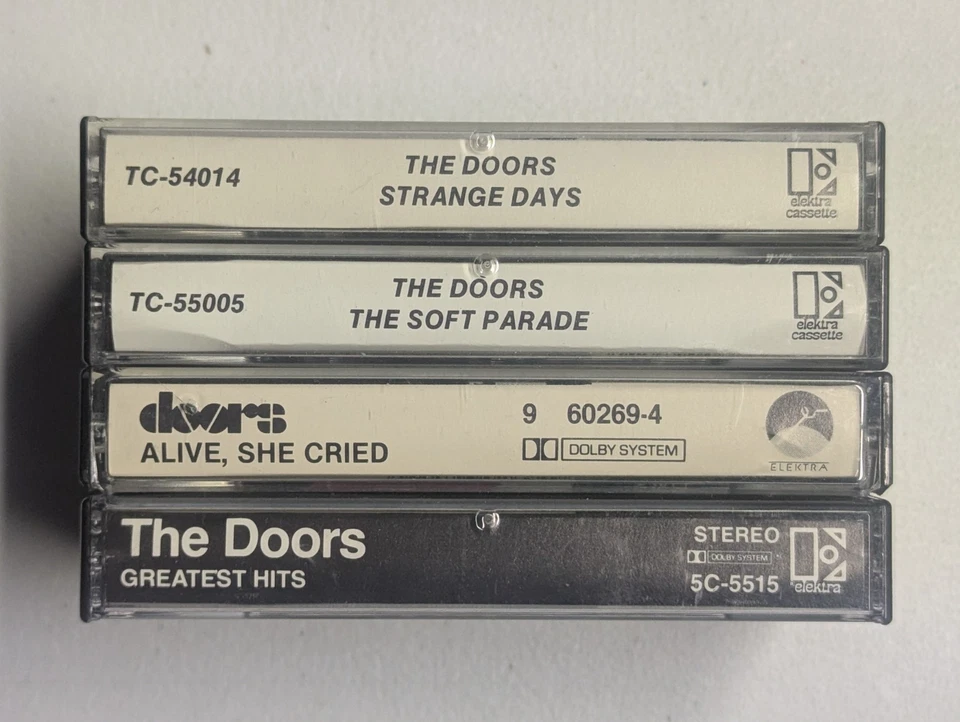 TC-54014
THE DOORS
STRANGE DAYS
elektra
cassette
TC-55005
THE DOORS
THE SOFT PARADE
elektra
cassette
doors
ALIVE, SHE CRIED
9 60269-4
DOLBY SYSTEM
ELEKTRA
The Doors
GREATEST HITS
STEREO
DOLBY SYSTEM
5C-5515
elektra